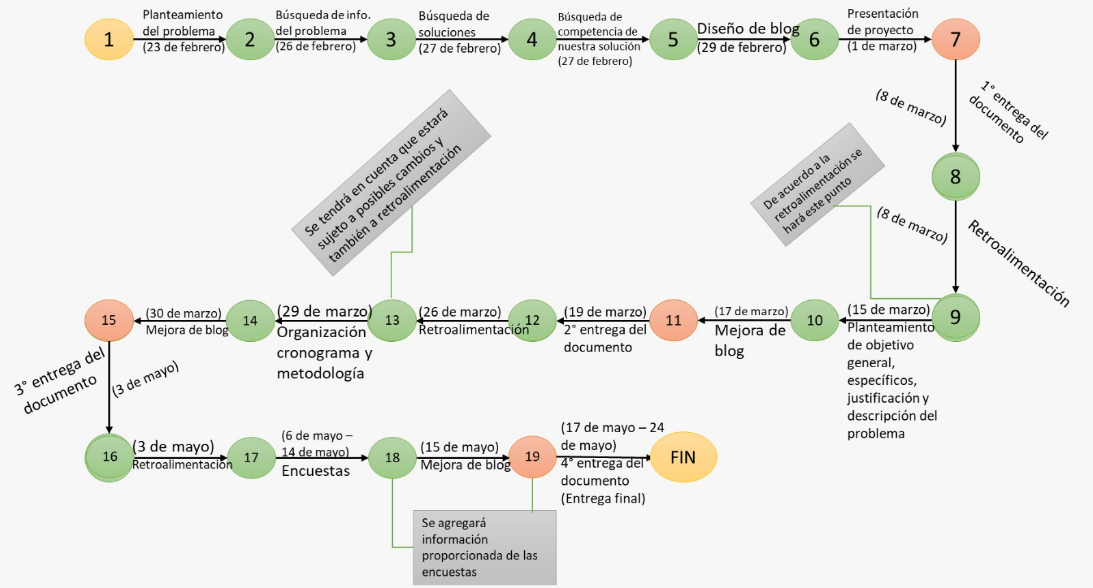 1
Planteamiento
del problema
(23 de febrero)
2
Búsqueda de info.
del problema
(26 de febrero)
3
Búsqueda de
soluciones
(27 de febrero)
4
Búsqueda de
competencia de
nuestra solución
(27 de febrero)
5
Diseño de blog
(29 de febrero)
6
Presentación
de proyecto
(1 de marzo)
7
(8 de marzo)
1° entrega del
documento
8
(8 de marzo)
Retroalimentación
De acuerdo a la
retroalimentación se
hará este punto
9
(15 de marzo)
Planteamiento
de objetivo
general,
específicos,
justificación y
descripción del
problema
10
(17 de marzo)
Mejora de
blog
11
(19 de marzo)
2° entrega del
documento
12
(26 de marzo)
Retroalimentación
13
Se tendrá en cuenta que estará
sujeto a posibles cambios y
también a retroalimentación
(29 de marzo)
Organización
cronograma y
metodología
14
(30 de marzo)
Mejora de blog
15
3° entrega del
documento
(3 de mayo)
16
(3 de mayo)
Retroalimentación
17
(6 de mayo –
14 de mayo)
Encuestas
18
(15 de mayo)
Mejora de blog
19
(17 de mayo – 24
de mayo)
4° entrega del
documento
(Entrega final)
FIN
Se agregará
información
proporcionada de las
encuestas